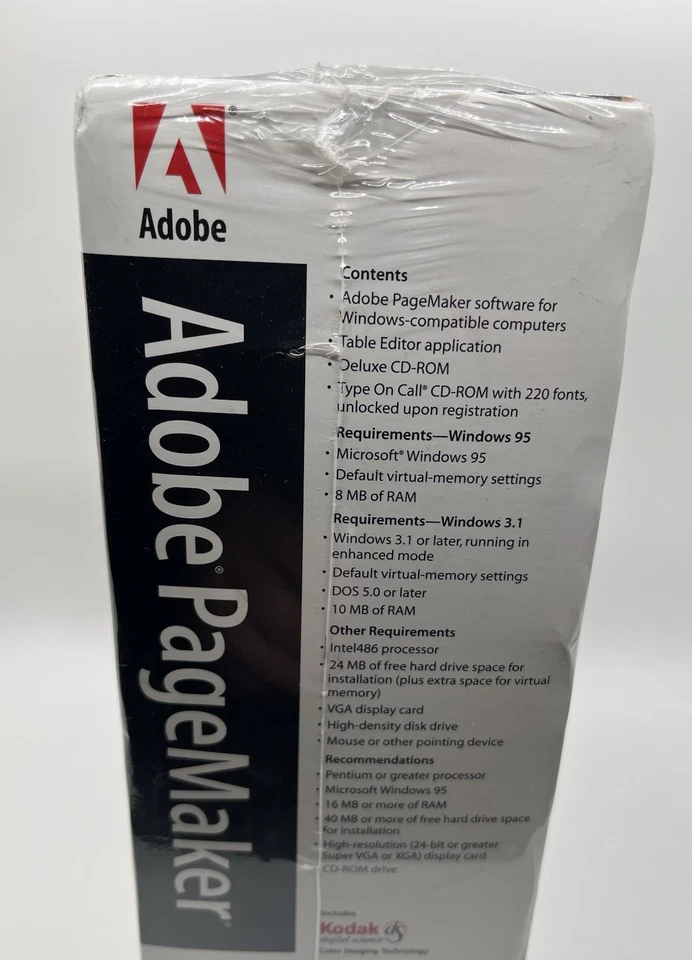 Adobe
Adobe® PageMaker®
Contents
• Adobe PageMaker software for
Windows-compatible computers
• Table Editor application
• Deluxe CD-ROM
• Type On Call® CD-ROM with 220 fonts,
unlocked upon registration
Requirements—Windows 95
• Microsoft® Windows 95
• Default virtual-memory settings
• 8 MB of RAM
Requirements—Windows 3.1
• Windows 3.1 or later, running in
enhanced mode
• Default virtual-memory settings
• DOS 5.0 or later
• 10 MB of RAM
Other Requirements
• Intel486 processor
• 24 MB of free hard drive space for
installation (plus extra space for virtual
memory)
• VGA display card
• High-density disk drive
• Mouse or other pointing device
Recommendations
• Pentium or greater processor
• Microsoft Windows 95
• 16 MB or more of RAM
• 40 MB or more of free hard drive space
for installation
• High-resolution (24-bit or greater
Super VGA or XGA) display card
CD-ROM drive
Includes
Kodak ds
digital science™
Color Imaging Technology